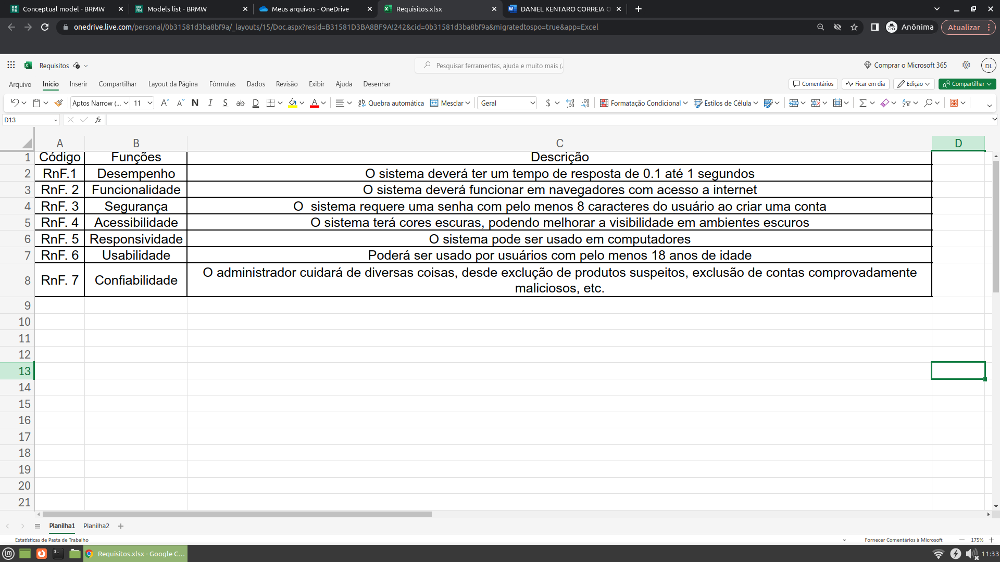 Conceptual model - BRMW
Models list - BRMW
Meus arquivos - OneDrive
Requisitos.xlsx
DANIEL KENTARO CORREIA O
onedrive.live.com/personal/0b31581d3ba8bf9a/_layouts/15/Doc.aspx?resid=B31581D3BA8BF9A!242&cid=0b31581d3ba8bf9a&migratedtospo=true&app=Excel
Anônima
Atualizar
Requisitos
Pesquisar ferramentas, ajuda e muito mais (
Comprar o Microsoft 365
DL
Arquivo Início Inserir Compartilhar Layout da Página Fórmulas Dados Revisão Exibir Ajuda Desenhar
Comentários Ficar em dia Edição Compartilhar
Aptos Narrow (... 11 N I S ab D Quebra automática Mesclar Geral $ Formatação Condicional Estilos de Célula
D13 fx
A B C D
1 Código Funções Descrição
2 RnF.1 Desempenho O sistema deverá ter um tempo de resposta de 0.1 até 1 segundos
3 RnF. 2 Funcionalidade O sistema deverá funcionar em navegadores com acesso a internet
4 RnF. 3 Segurança O  sistema requere uma senha com pelo menos 8 caracteres do usuário ao criar uma conta
5 RnF. 4 Acessibilidade O sistema terá cores escuras, podendo melhorar a visibilidade em ambientes escuros
6 RnF. 5 Responsividade O sistema pode ser usado em computadores
7 RnF. 6 Usabilidade Poderá ser usado por usuários com pelo menos 18 anos de idade
8 RnF. 7 Confiabilidade O administrador cuidará de diversas coisas, desde exclução de produtos suspeitos, exclusão de contas comprovadamente
maliciosos, etc.
9
10
11
12
13
14
15
16
17
18
19
20
21
Planilha1 Planilha2
Estatísticas de Pasta de Trabalho
Fornecer Comentários à Microsoft
175%
Requisitos.xlsx - Google C...
11:33